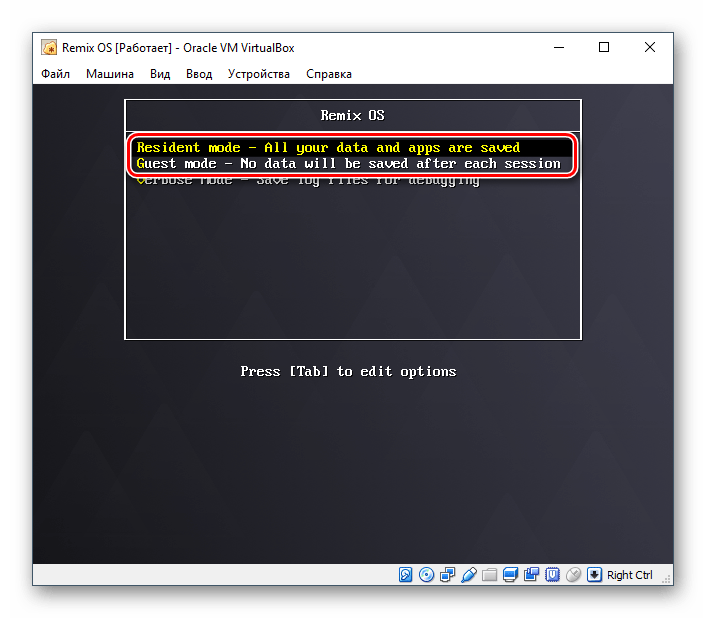 Remix OS [Работает] - Oracle VM VirtualBox
Файл Машина Вид Ввод Устройства Справка
Remix OS
Resident mode - All your data and apps are saved
Guest mode - No data will be saved after each session
Verbose mode - Save log files for debugging
Press [Tab] to edit options
Right Ctrl